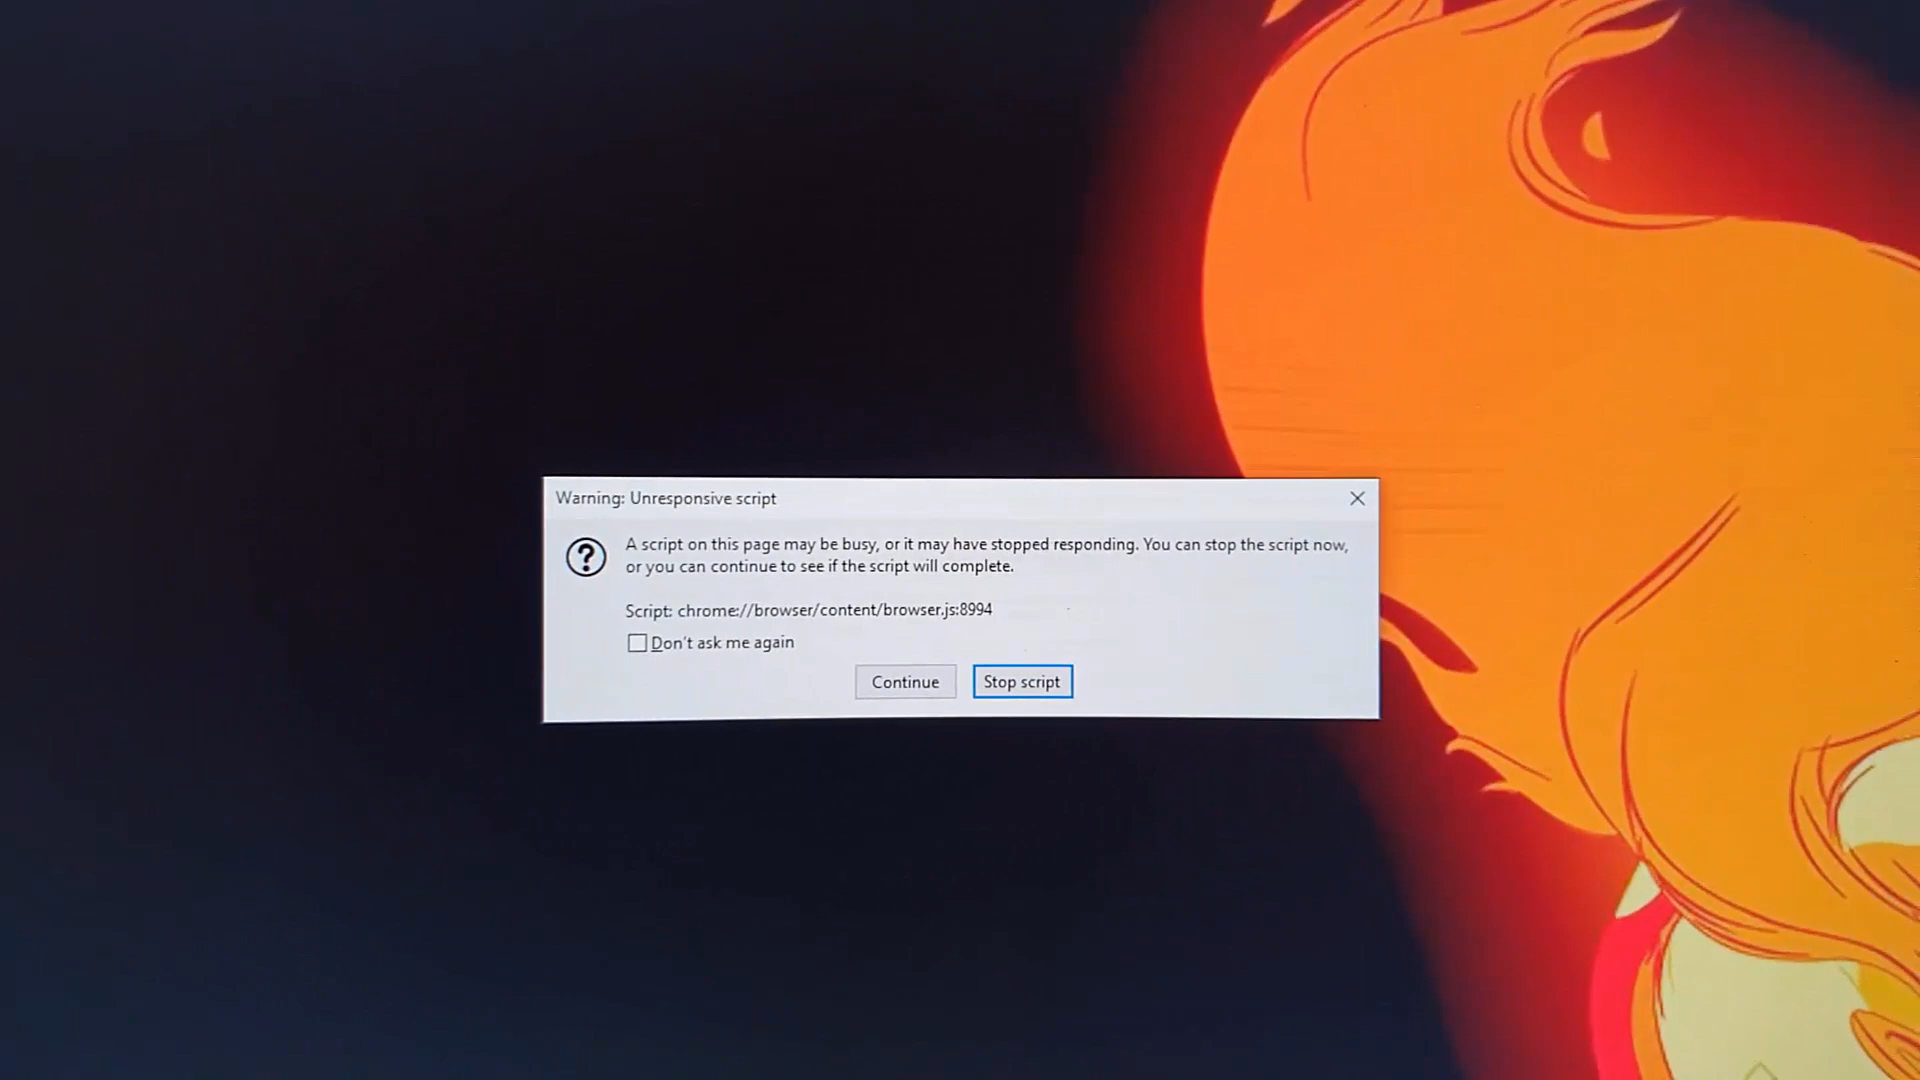 Warning: Unresponsive script
A script on this page may be busy, or it may have stopped responding. You can stop the script now,
or you can continue to see if the script will complete.
Script: chrome://browser/content/browser.js:8994
Don't ask me again
Continue
Stop script